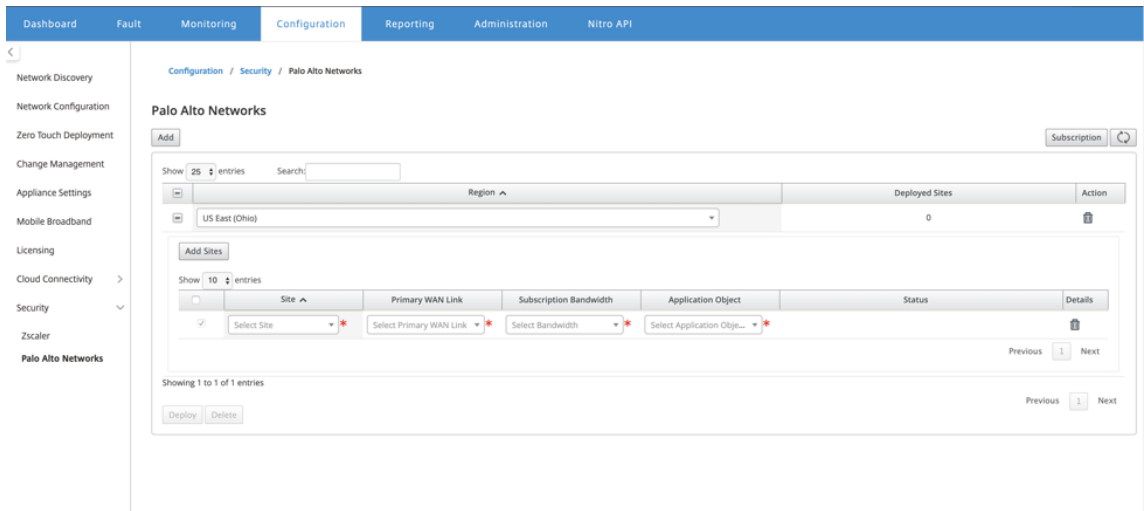 Dashboard Fault Monitoring Configuration Reporting Administration Nitro API
Configuration / Security / Palo Alto Networks
Network Discovery
Network Configuration
Zero Touch Deployment
Change Management
Appliance Settings
Mobile Broadband
Licensing
Cloud Connectivity
Security
Zscaler
Palo Alto Networks
Palo Alto Networks
Add Subscription
Show 25 entries Search:
Region Deployed Sites Action
US East (Ohio) 0
Add Sites
Show 10 entries
Site Primary WAN Link Subscription Bandwidth Application Object Status Details
Select Site * Select Primary WAN Link * Select Bandwidth * Select Application Obje... *
Previous 1 Next
Showing 1 to 1 of 1 entries
Previous 1 Next
Deploy Delete